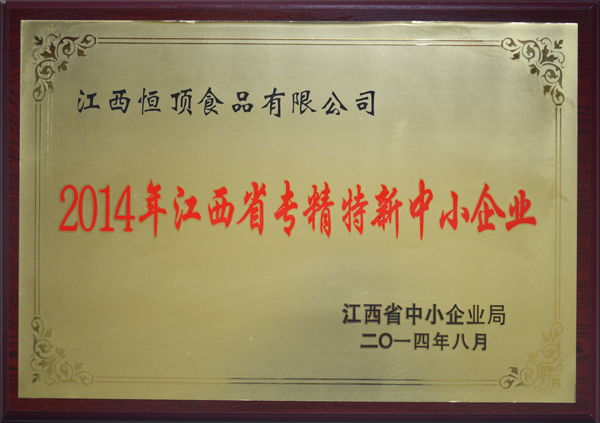 江西恒顶食品有限公司
2014年江西省专精特新中小企业
江西省中小企业局
二〇一四年八月